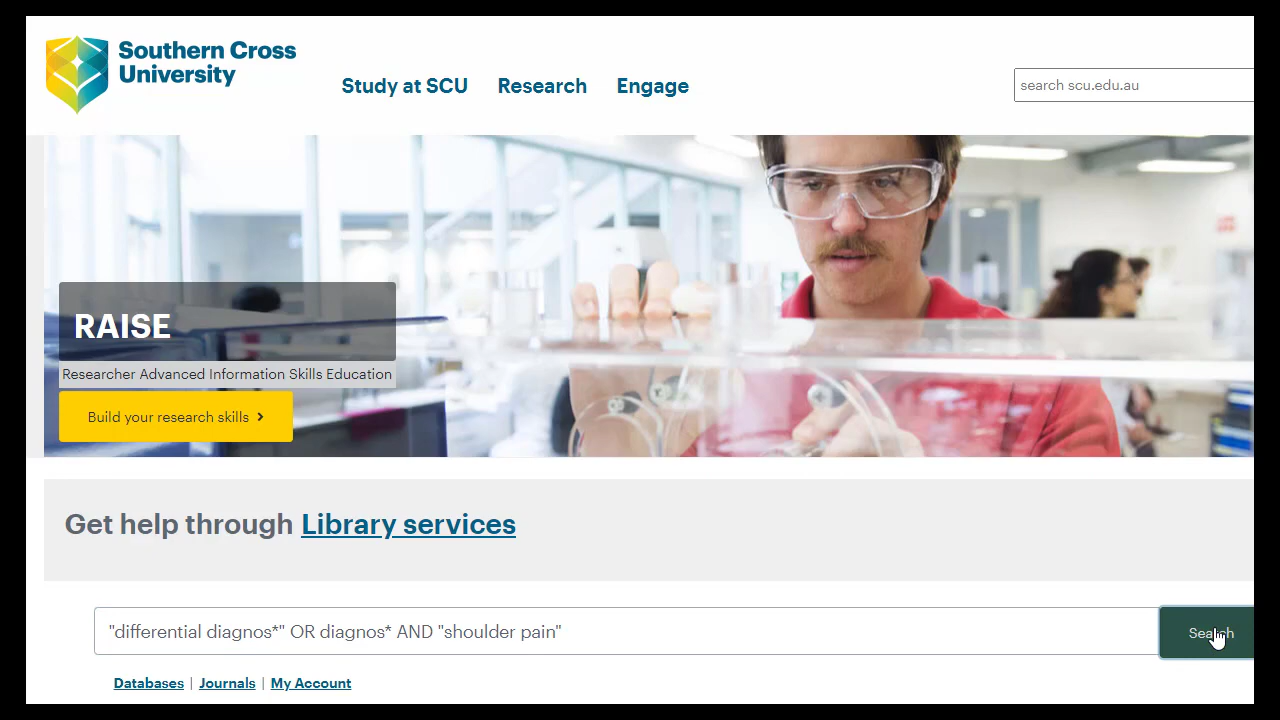 Southern Cross
University
Study at SCU
Research
Engage
search scu.edu.au
RAISE
Researcher Advanced Information Skills Education
Build your research skills
Get help through Library services
"differential diagnos*" OR diagnos* AND "shoulder pain"
Search
Databases | Journals | My Account